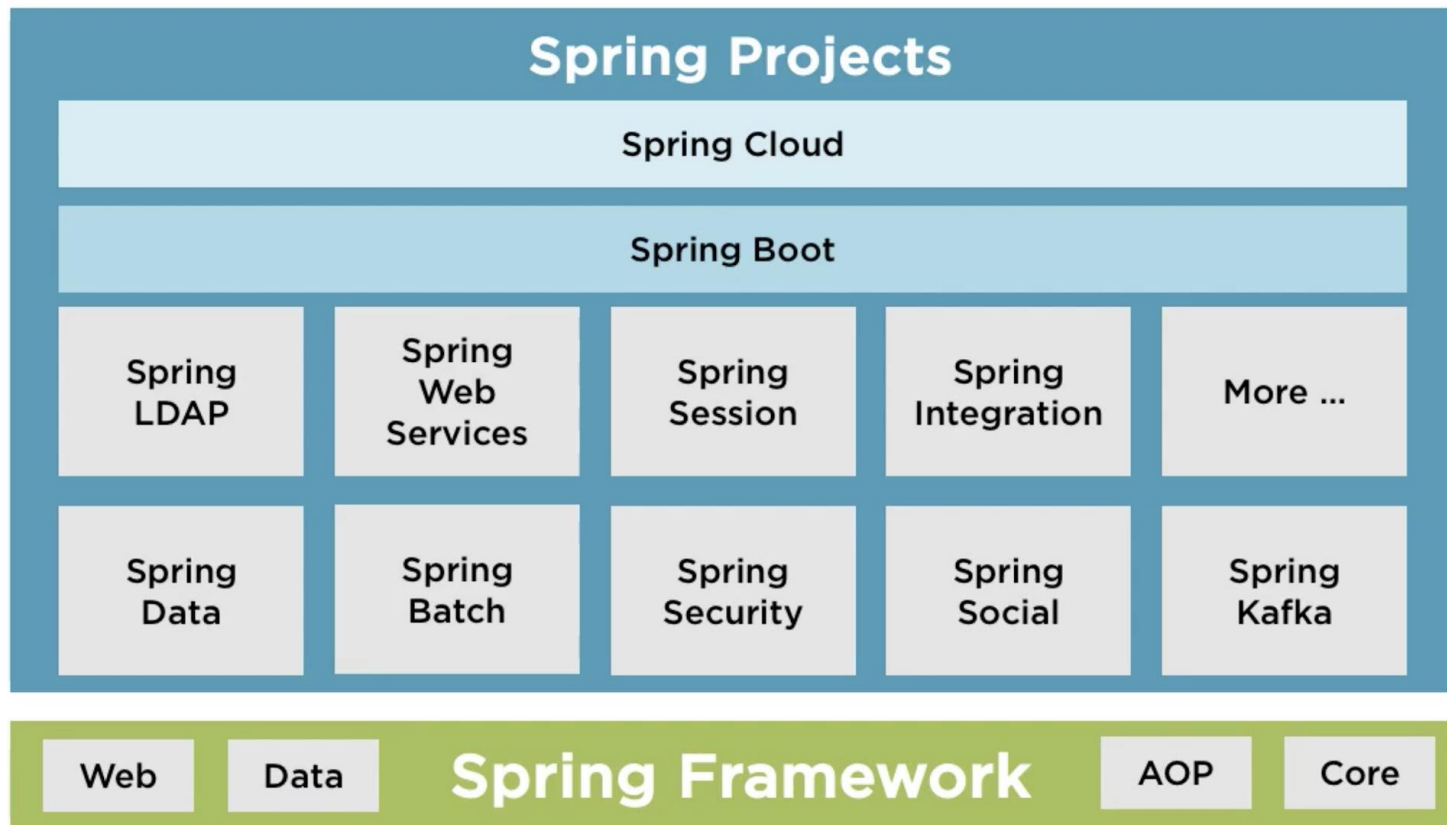 Spring Projects
Spring Cloud
Spring Boot
Spring
LDAP
Spring
Web
Services
Spring
Session
Spring
Integration
More ...
Spring
Data
Spring
Batch
Spring
Security
Spring
Social
Spring
Kafka
Web
Data
Spring Framework
AOP
Core